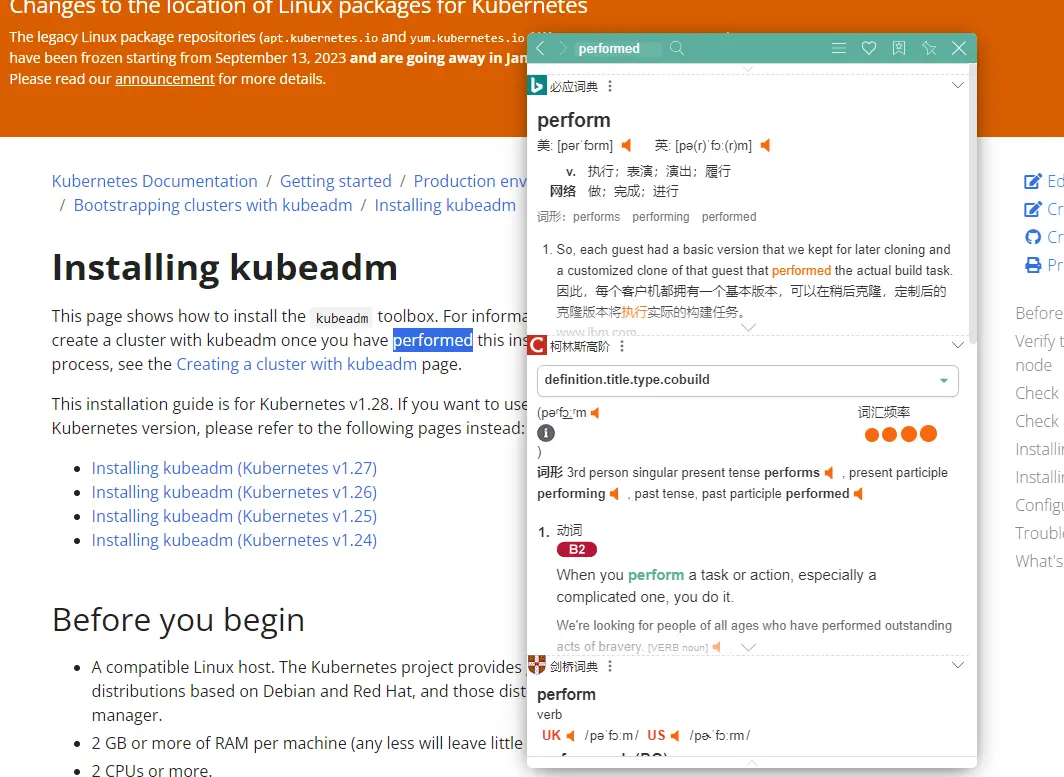 Changes to the location of Linux packages for Kubernetes
The legacy Linux package repositories (apt.kubernetes.io and yum.kubernetes.io
have been frozen starting from September 13, 2023 and are going away in Jan
Please read our announcement for more details.
Kubernetes Documentation / Getting started / Production env
/ Bootstrapping clusters with kubeadm / Installing kubeadm
Installing kubeadm
This page shows how to install the kubeadm toolbox. For informa
create a cluster with kubeadm once you have performed this ins
process, see the Creating a cluster with kubeadm page.
This installation guide is for Kubernetes v1.28. If you want to use
Kubernetes version, please refer to the following pages instead:
Installing kubeadm (Kubernetes v1.27)
Installing kubeadm (Kubernetes v1.26)
Installing kubeadm (Kubernetes v1.25)
Installing kubeadm (Kubernetes v1.24)
Before you begin
A compatible Linux host. The Kubernetes project provides
distributions based on Debian and Red Hat, and those dist
manager.
2 GB or more of RAM per machine (any less will leave little
2 CPUs or more.
performed
必应词典
perform
美: [pərˈfɔrm] 英: [pə(r)ˈfɔː(r)m]
v. 执行；表演；演出；履行
网络 做；完成；进行
词形: performs performing performed
1. So, each guest had a basic version that we kept for later cloning and
a customized clone of that guest that performed the actual build task.
因此，每个客户机都拥有一个基本版本，可以在稍后克隆，定制后的
克隆版本将执行实际的构建任务。
www.ibm.com
柯林斯高阶
definition.title.type.cobuild
(pəʳfɔːʳm
词汇频率
)
词形 3rd person singular present tense performs , present participle
performing , past tense, past participle performed
1. 动词
B2
When you perform a task or action, especially a
complicated one, you do it.
We're looking for people of all ages who have performed outstanding
acts of bravery. [VERB noun]
剑桥词典
perform
verb
UK /pəˈfɔːm/ US /pɚˈfɔːrm/
Ed
Cr
Cr
Pr
Before
Verify t
node
Check
Check
Installin
Installin
Configu
Trouble
What's